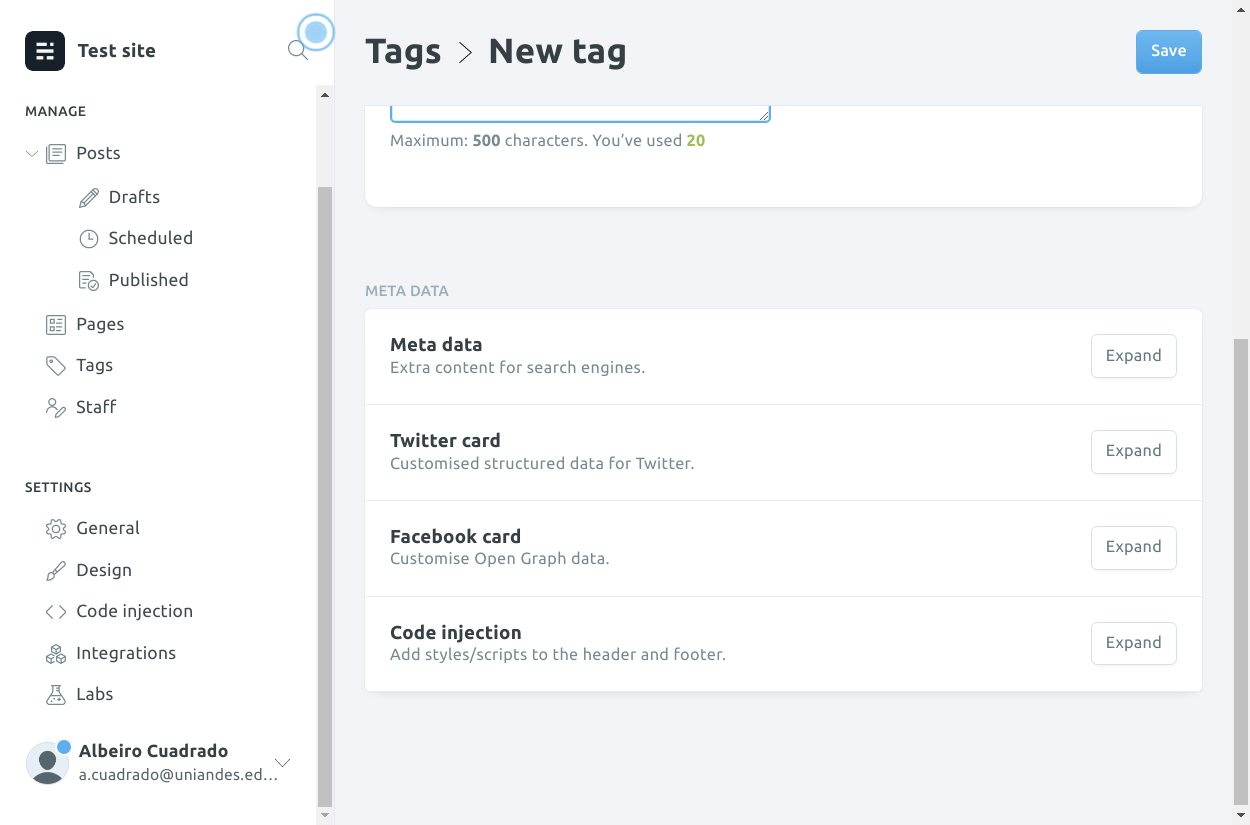 Test site
MANAGE
Posts
Drafts
Scheduled
Published
Pages
Tags
Staff
SETTINGS
General
Design
Code injection
Integrations
Labs
Albeiro Cuadrado
a.cuadrado@uniandes.ed...
Tags > New tag
Save
Maximum: 500 characters. You’ve used 20
META DATA
Meta data
Extra content for search engines.
Expand
Twitter card
Customised structured data for Twitter.
Expand
Facebook card
Customise Open Graph data.
Expand
Code injection
Add styles/scripts to the header and footer.
Expand